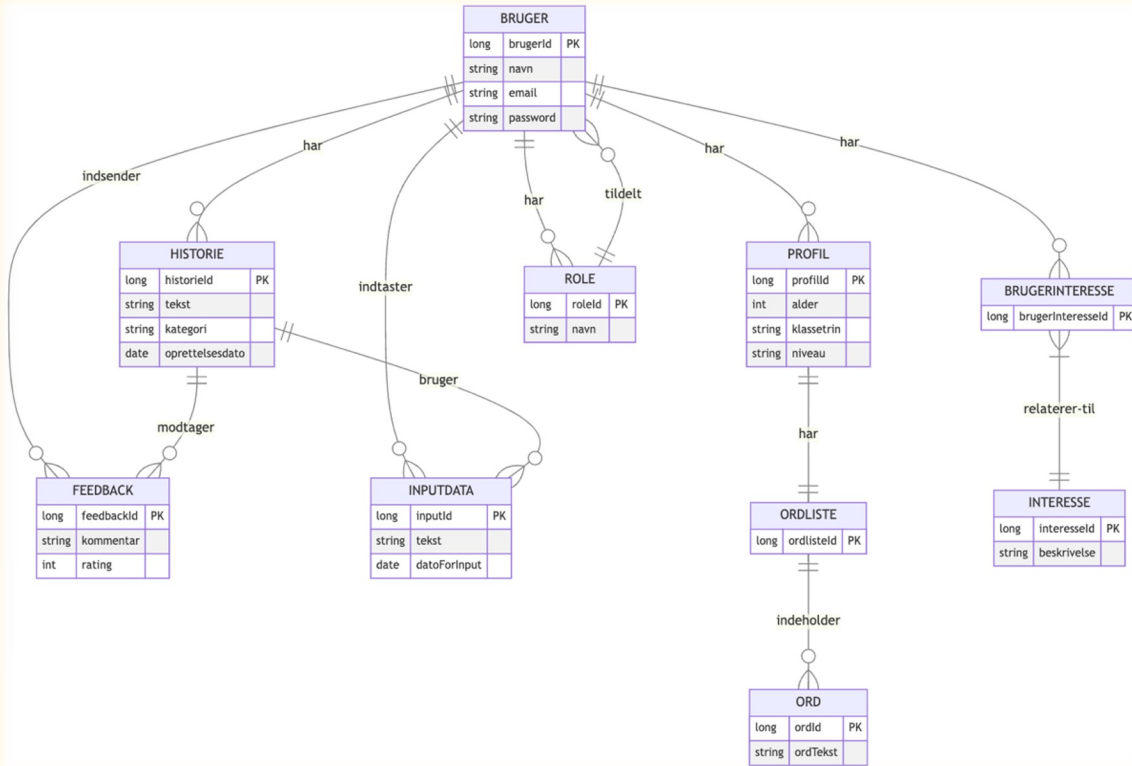 BRUGER
long brugerId PK
string navn
string email
string password
har
har
har
indsender
tildelt
har
HISTORIE
long historieId PK
string tekst
string kategori
date oprettelsesdato
ROLE
long roleId PK
string navn
PROFIL
long profilId PK
int alder
string klassetrin
string niveau
BRUGERINTERESSE
long brugerInteresseId PK
indtaster
bruger
modtager
har
relaterer-til
FEEDBACK
long feedbackId PK
string kommentar
int rating
INPUTDATA
long inputId PK
string tekst
date datoForInput
ORDLISTE
long ordlisteId PK
INTERESSE
long interesseId PK
string beskrivelse
indeholder
ORD
long ordId PK
string ordTekst